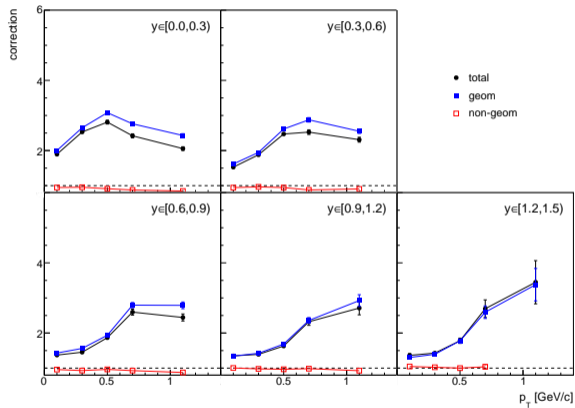 6
correction
y∈[0.0,0.3)
y∈[0.3,0.6)
total
geom
non-geom
4
2
y∈[0.6,0.9)
y∈[0.9,1.2)
y∈[1.2,1.5)
4
2
0 0.5 1 0.5 1 0.5 1
p_T [GeV/c]